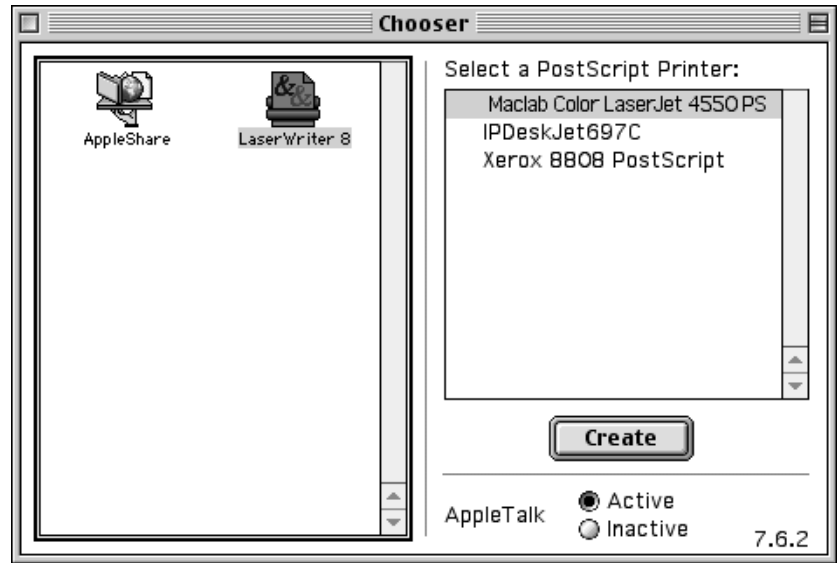 Chooser
AppleShare
LaserWriter 8
Select a PostScript Printer:
Maclab Color LaserJet 4550 PS
IPDeskJet697C
Xerox 8808 PostScript
Create
AppleTalk
Active
Inactive
7.6.2